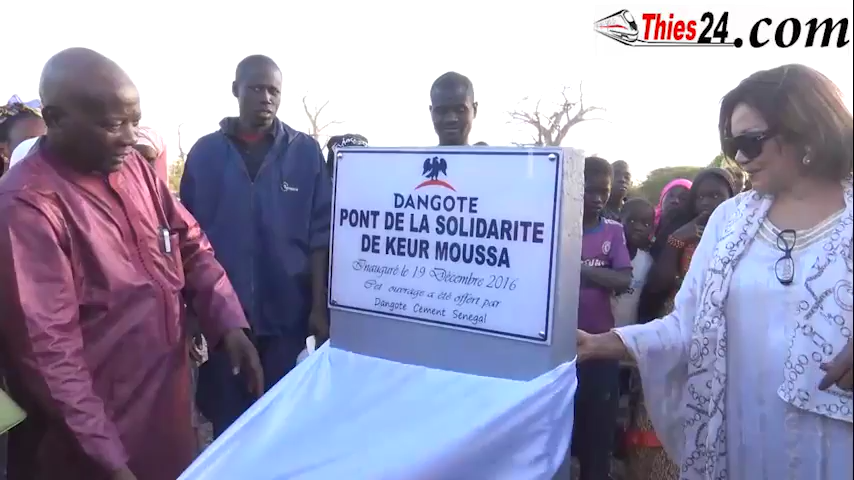 Thies24.com
DANGOTE
PONT DE LA SOLIDARITE
DE KEUR MOUSSA
Inauguré le 19 Décembre 2016
Cet ouvrage a été offert par
Dangote Cement Senegal